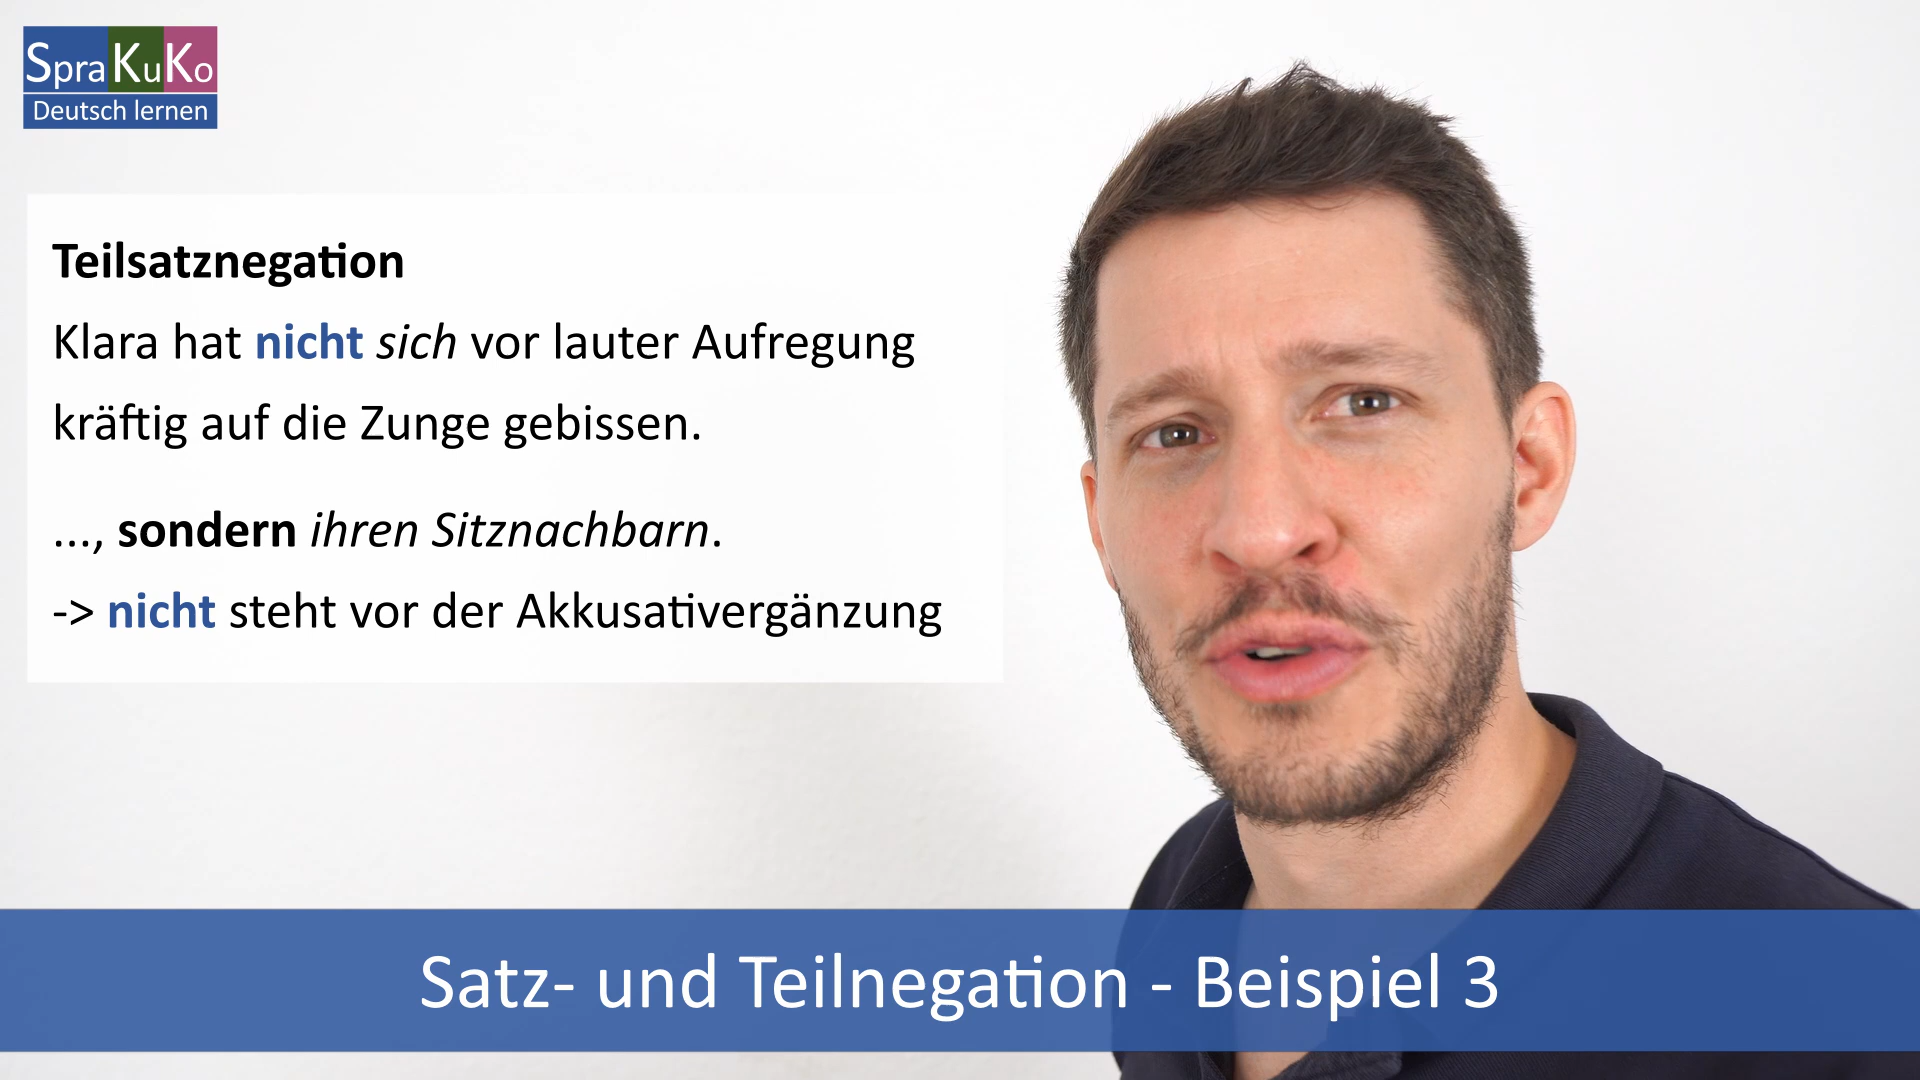 SpraKuKo
Deutsch lernen
Teilsatznegation
Klara hat nicht sich vor lauter Aufregung
kräftig auf die Zunge gebissen.
..., sondern ihren Sitznachbarn.
-> nicht steht vor der Akkusativergänzung
Satz- und Teilnegation - Beispiel 3